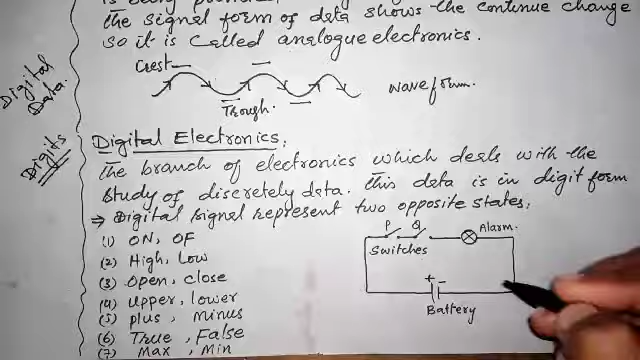 the signal form of data shows the continue change
so it is called analogue electronics.
Crest
Though.
waveform.
Digital
Data.
Digits
Digital Electronics.
The branch of electronics which deals with the
study of discretely data. This data is in digit form
⇒ Digital signal represent two opposite states.
(1) ON, OF
(2) High, Low
(3) Open, close
(4) Upper, lower
(5) plus, minus
(6) True, False
(7) Max, Min
P Q
Switches
Alarm.
+ -
Battery